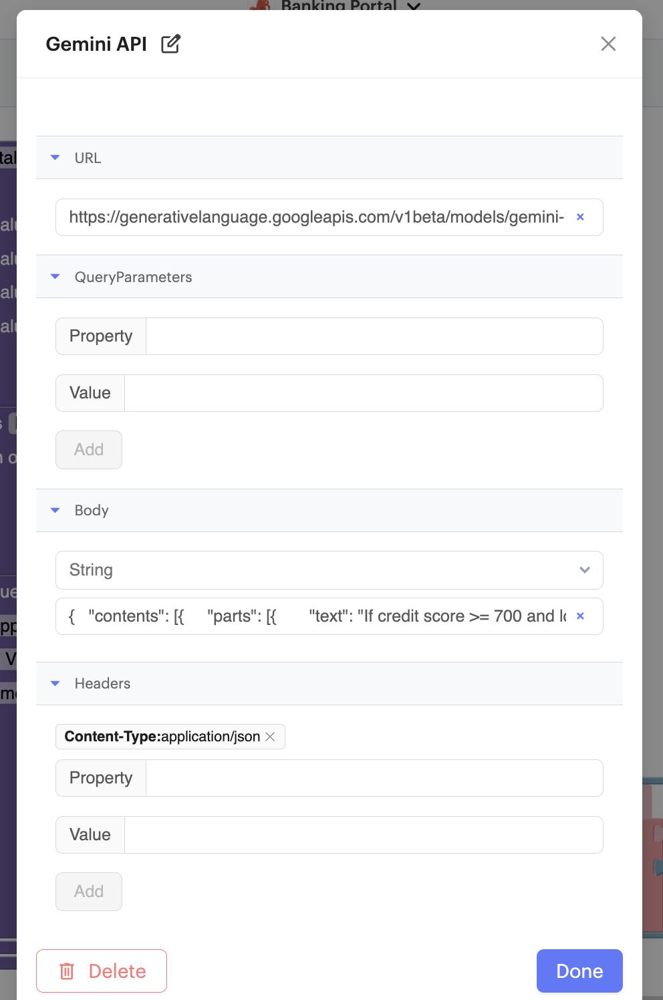 Banking Portal
Gemini API
URL
https://generativelanguage.googleapis.com/v1beta/models/gemini-
QueryParameters
Property
Value
Add
Body
String
{ "contents": [{ "parts": [{ "text": "If credit score >= 700 and lo
Headers
Content-Type:application/json
Property
Value
Add
Delete
Done